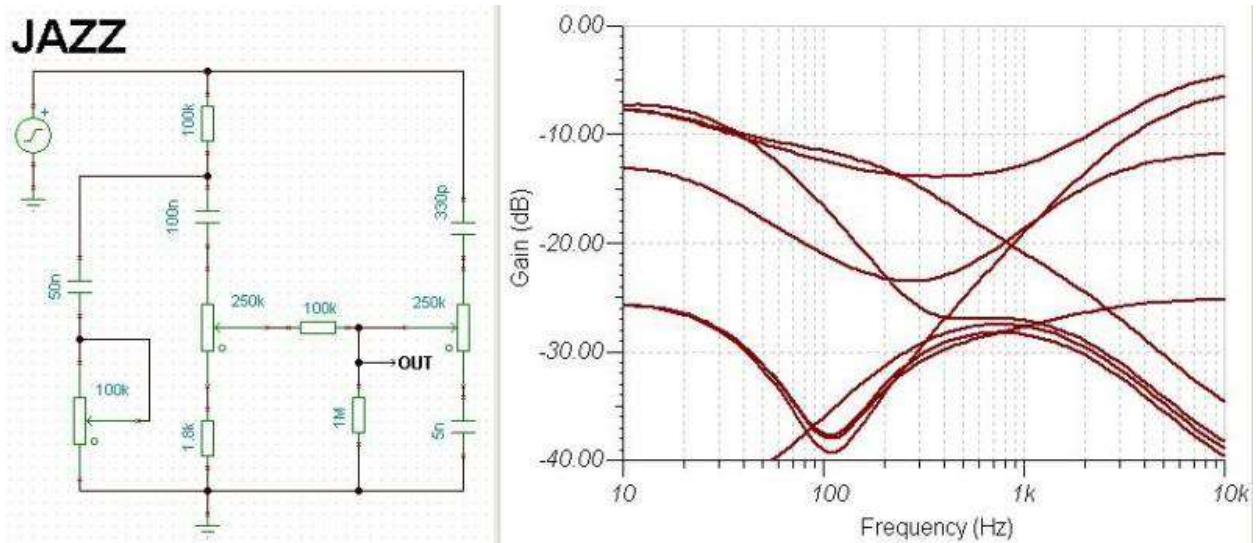 JAZZ
+
100k
100n
330p
50n
250k
100k
250k
OUT
100k
1.8k
1M
5n
0.00
-10.00
-20.00
-30.00
-40.00
Gain (dB)
10
100
1k
10k
Frequency (Hz)